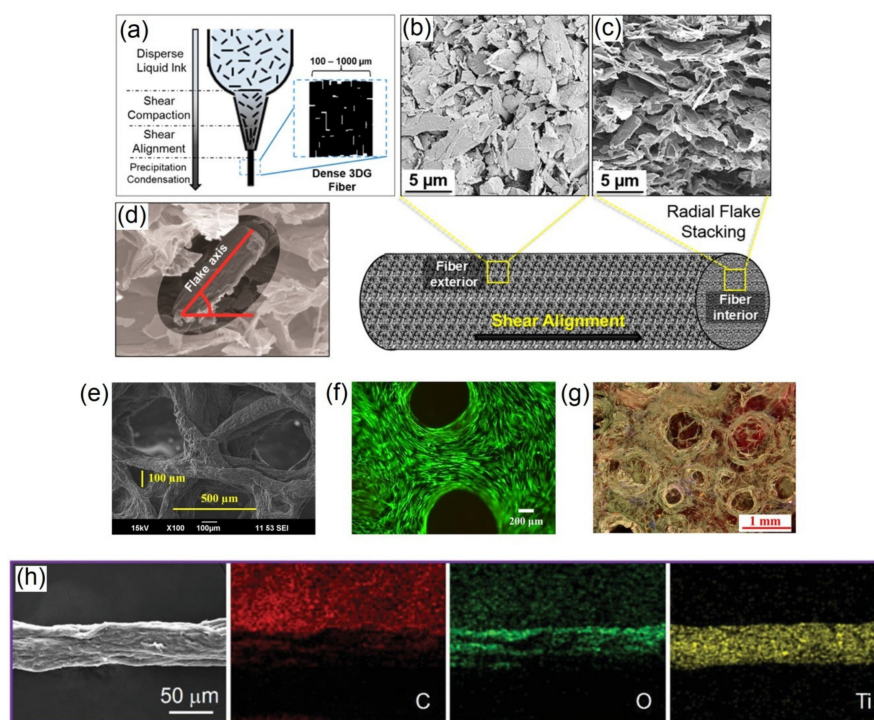 (a)
Disperse
Liquid Ink
Shear
Compaction
Shear
Alignment
Precipitation
Condensation
100 – 1000 µm
Dense 3DG
Fiber
(b)
5 µm
(c)
5 µm
Radial Flake
Stacking
(d)
Flake axis
Fiber
exterior
Shear Alignment
Fiber
interior
(e)
100 µm
500 µm
15kV X100 100µm 11 53 SEI
(f)
200 µm
(g)
1 mm
(h)
50 µm
C
O
Ti